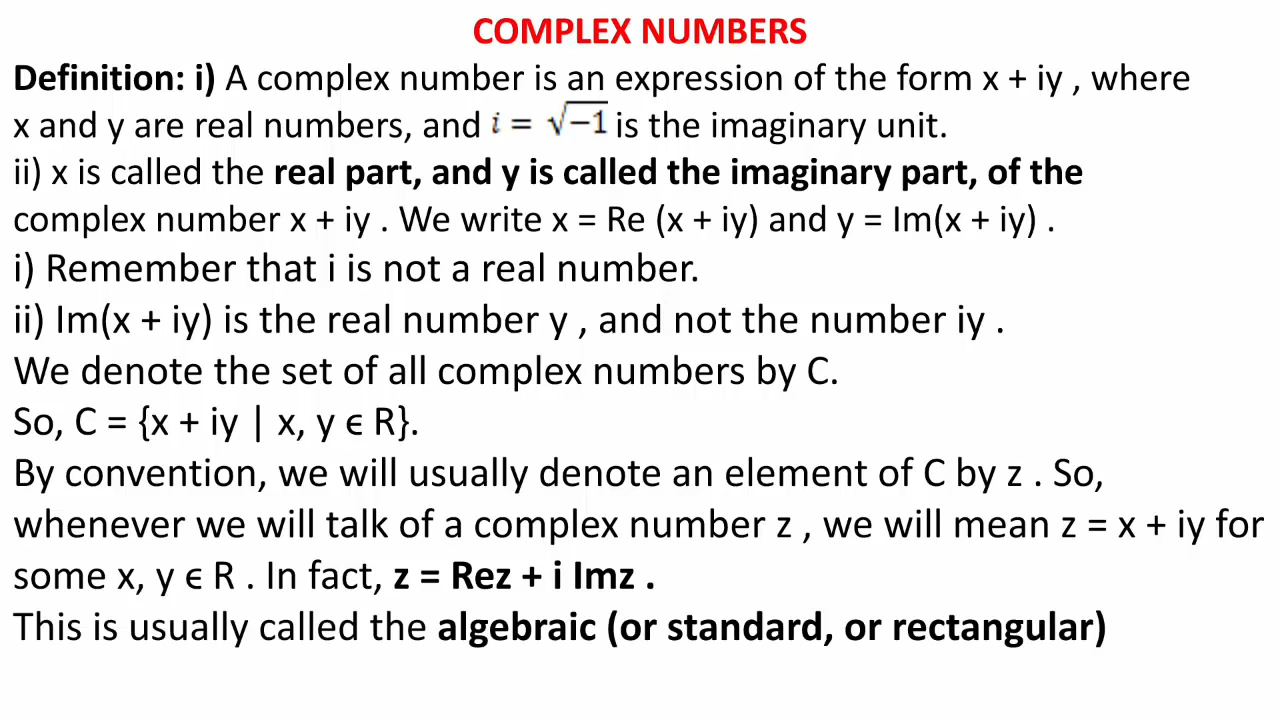 COMPLEX NUMBERS
Definition: i) A complex number is an expression of the form x + iy , where
x and y are real numbers, and i = √−1 is the imaginary unit.
ii) x is called the real part, and y is called the imaginary part, of the
complex number x + iy . We write x = Re (x + iy) and y = Im(x + iy) .
i) Remember that i is not a real number.
ii) Im(x + iy) is the real number y , and not the number iy .
We denote the set of all complex numbers by C.
So, C = {x + iy | x, y ϵ R}.
By convention, we will usually denote an element of C by z . So,
whenever we will talk of a complex number z , we will mean z = x + iy for
some x, y ϵ R . In fact, z = Rez + i Imz .
This is usually called the algebraic (or standard, or rectangular)